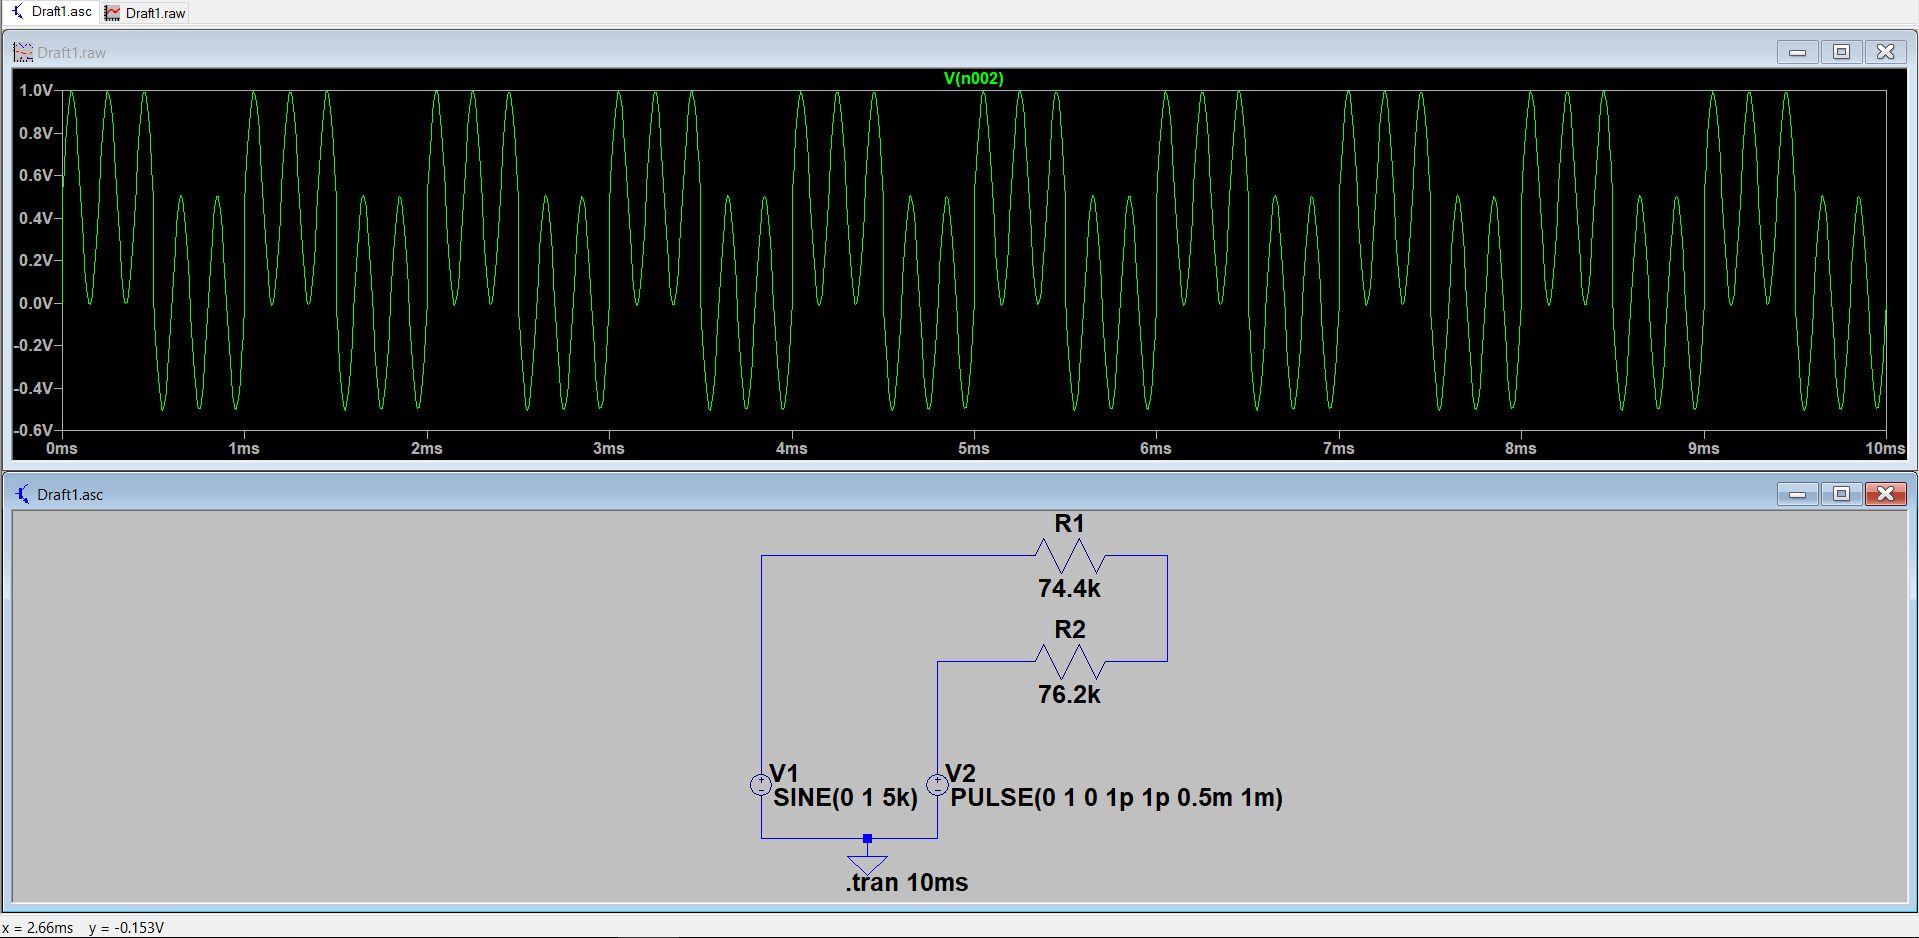 Draft1.asc Draft1.raw
Draft1.raw
V(n002)
1.0V
0.8V
0.6V
0.4V
0.2V
0.0V
-0.2V
-0.4V
-0.6V
0ms 1ms 2ms 3ms 4ms 5ms 6ms 7ms 8ms 9ms 10ms
Draft1.asc
R1
74.4k
R2
76.2k
V1 V2
SINE(0 1 5k) PULSE(0 1 0 1p 1p 0.5m 1m)
.tran 10ms
x = 2.66ms y = -0.153V